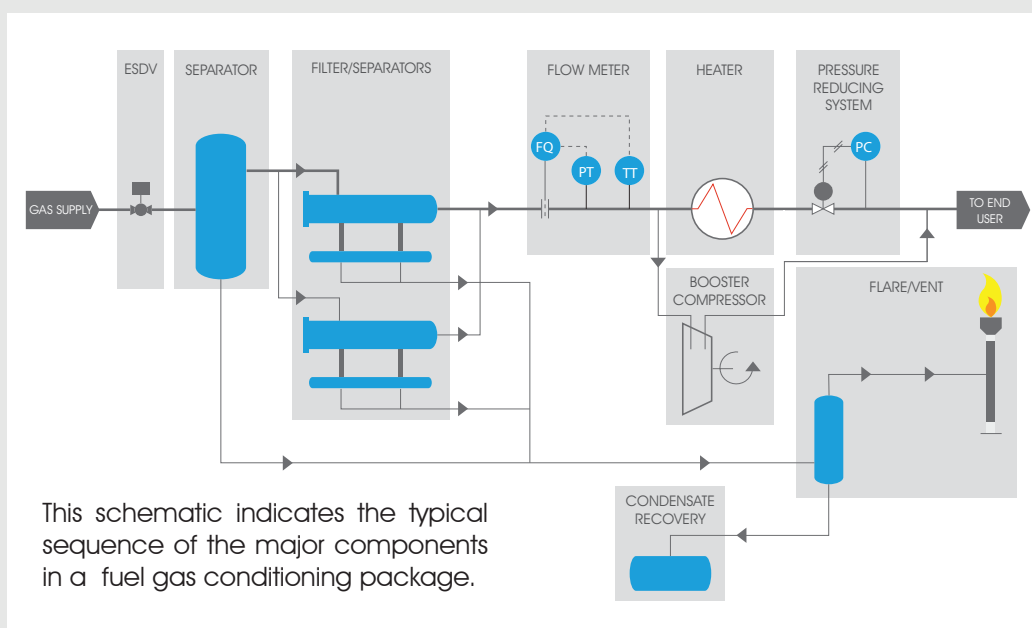 ESDV
SEPARATOR
FILTER/SEPARATORS
FLOW METER
HEATER
PRESSURE
REDUCING
SYSTEM
FQ
PT
TT
PC
GAS SUPPLY
TO END
USER
BOOSTER
COMPRESSOR
FLARE/VENT
CONDENSATE
RECOVERY
This schematic indicates the typical
sequence of the major components
in a fuel gas conditioning package.